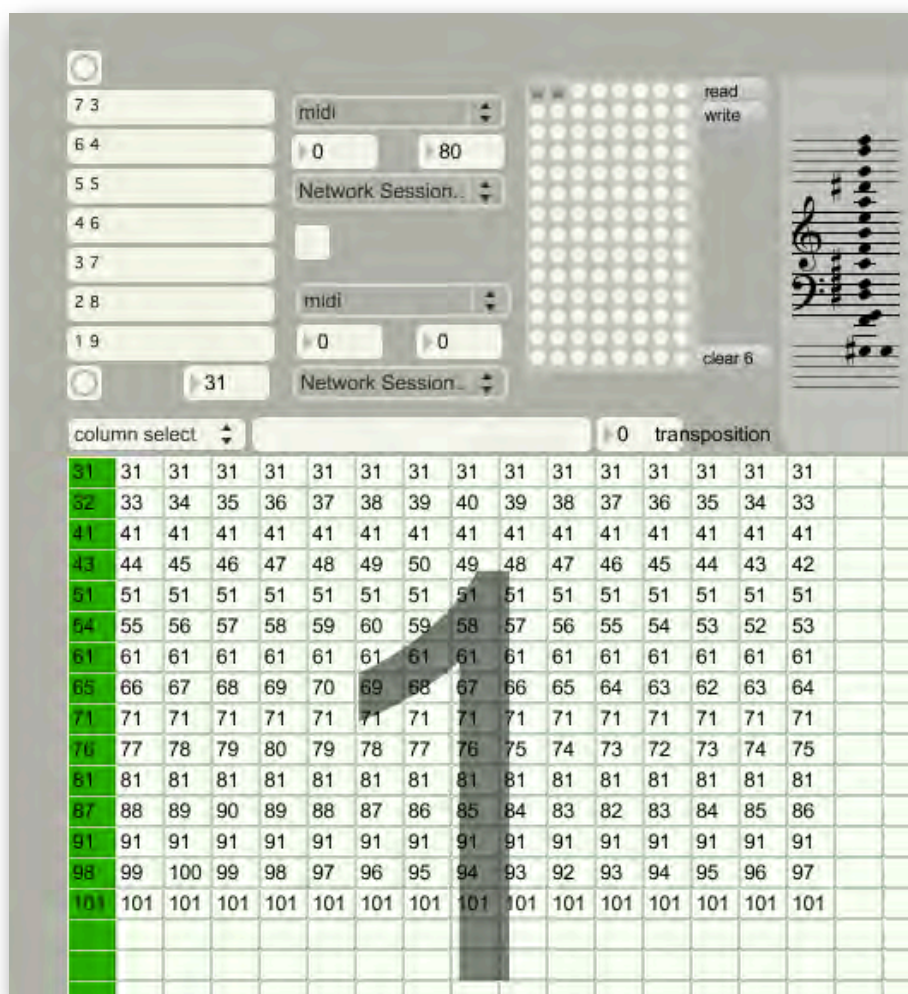 7 3
6 4
5 5
4 6
3 7
2 8
1 9
31
midi
0 80
Network Session..
midi
0 0
Network Session..
read
write
clear 6
column select 0 transposition
31 31 31 31 31 31 31 31 31 31 31 31 31 31 31 31
32 33 34 35 36 37 38 39 40 39 38 37 36 35 34 33
41 41 41 41 41 41 41 41 41 41 41 41 41 41 41 41
43 44 45 46 47 48 49 50 49 48 47 46 45 44 43 42
51 51 51 51 51 51 51 51 51 51 51 51 51 51 51 51
54 55 56 57 58 59 60 59 58 57 56 55 54 53 52 53
61 61 61 61 61 61 61 61 61 61 61 61 61 61 61 61
65 66 67 68 69 70 69 68 67 66 65 64 63 62 63 64
71 71 71 71 71 71 71 71 71 71 71 71 71 71 71 71
76 77 78 79 80 79 78 77 76 75 74 73 72 73 74 75
81 81 81 81 81 81 81 81 81 81 81 81 81 81 81 81
87 88 89 90 89 88 87 86 85 84 83 82 83 84 85 86
91 91 91 91 91 91 91 91 91 91 91 91 91 91 91 91
98 99 100 99 98 97 96 95 94 93 92 93 94 95 96 97
101 101 101 101 101 101 101 101 101 101 101 101 101 101 101 101
1